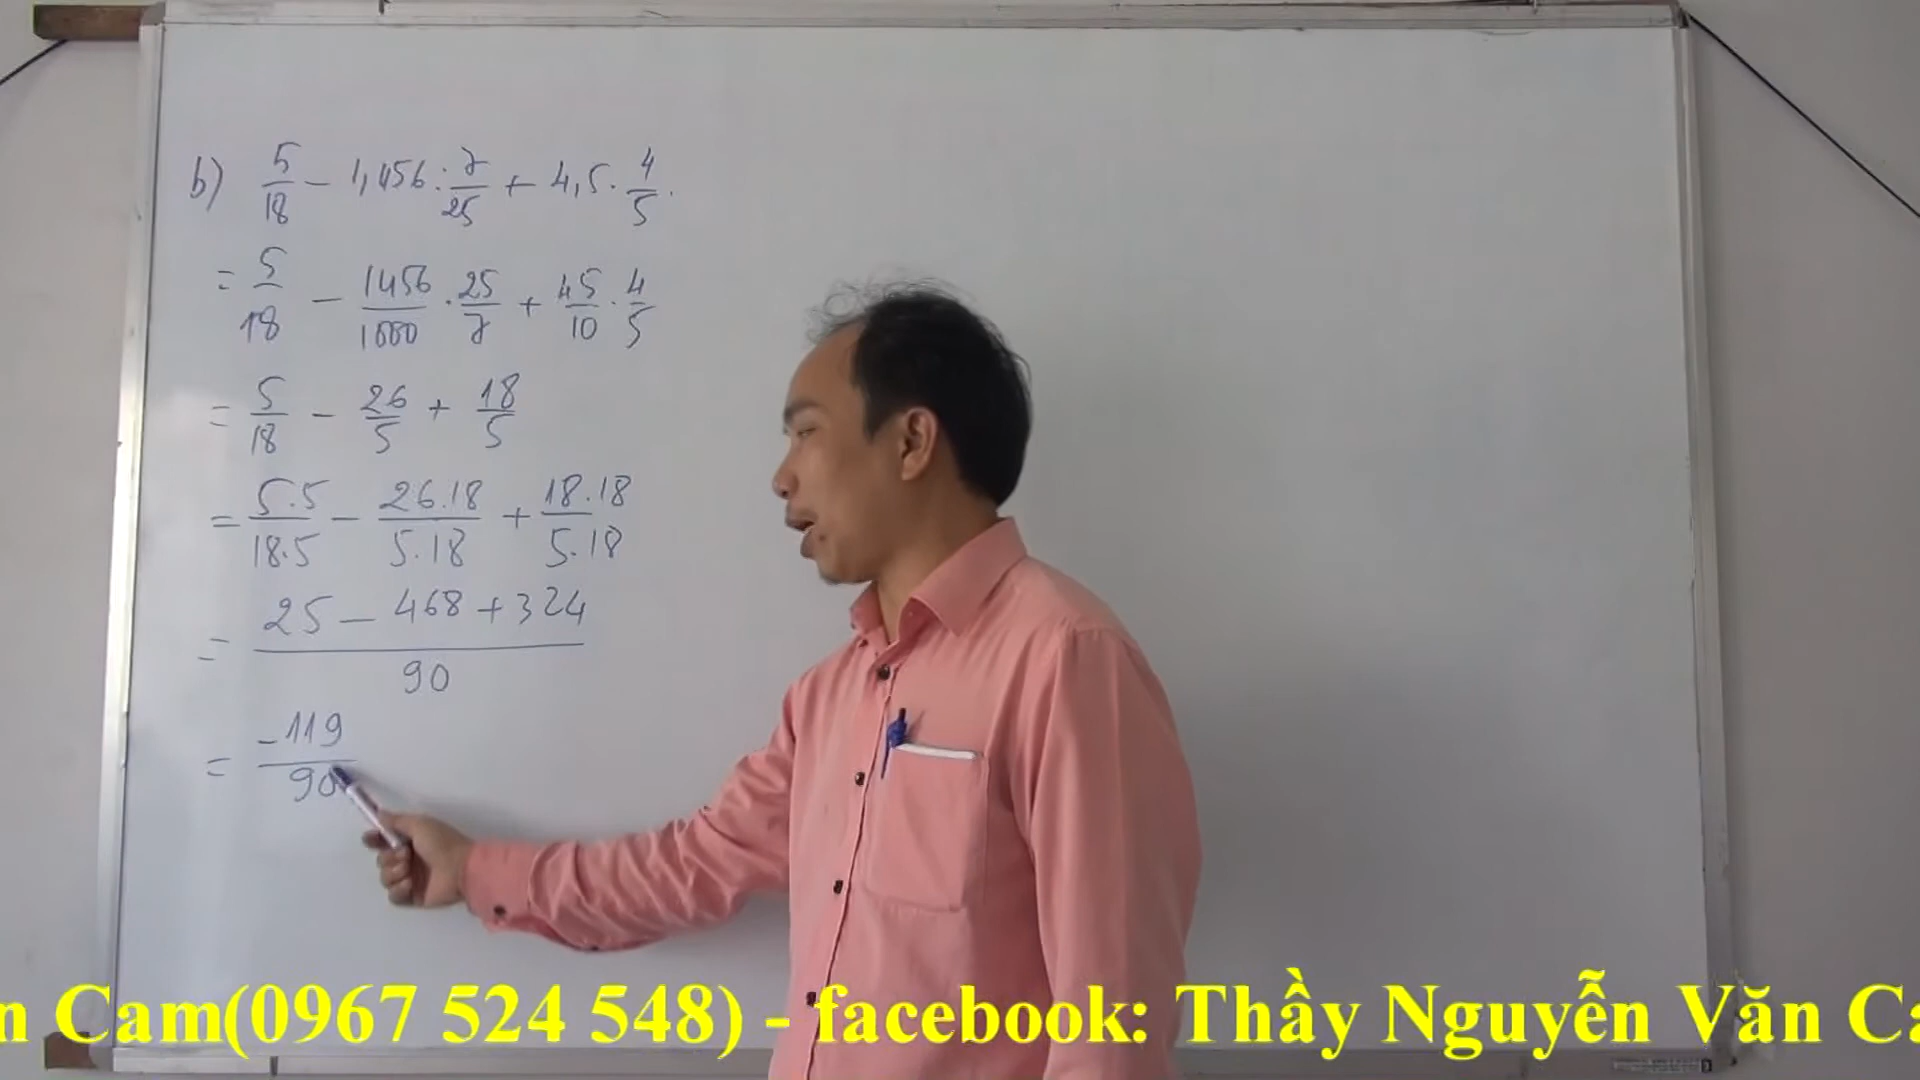 b) 5/18 - 1,456 : 7/25 + 4,5 . 4/5 .
= 5/18 - 1456/1000 . 25/7 + 45/10 . 4/5
= 5/18 - 26/5 + 18/5
= 5.5/18.5 - 26.18/5.18 + 18.18/5.18
= 25 - 468 + 324/90
= -119/90
n Cam(0967 524 548) - facebook: Thầy Nguyễn Văn Ca